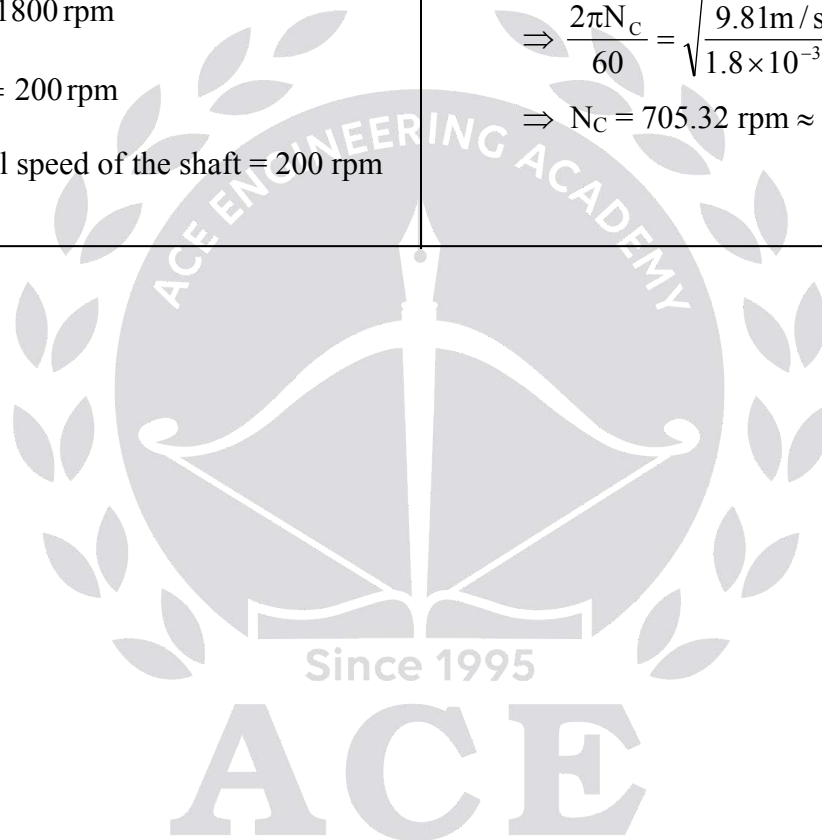 1800 rpm
= 200 rpm
l speed of the shaft = 200 rpm
⇒ 2πN_C / 60 = √(9.81m / s / 1.8×10⁻³
⇒ N_C = 705.32 rpm ≈
ACE ENGINEERING ACADEMY
Since 1995
ACE